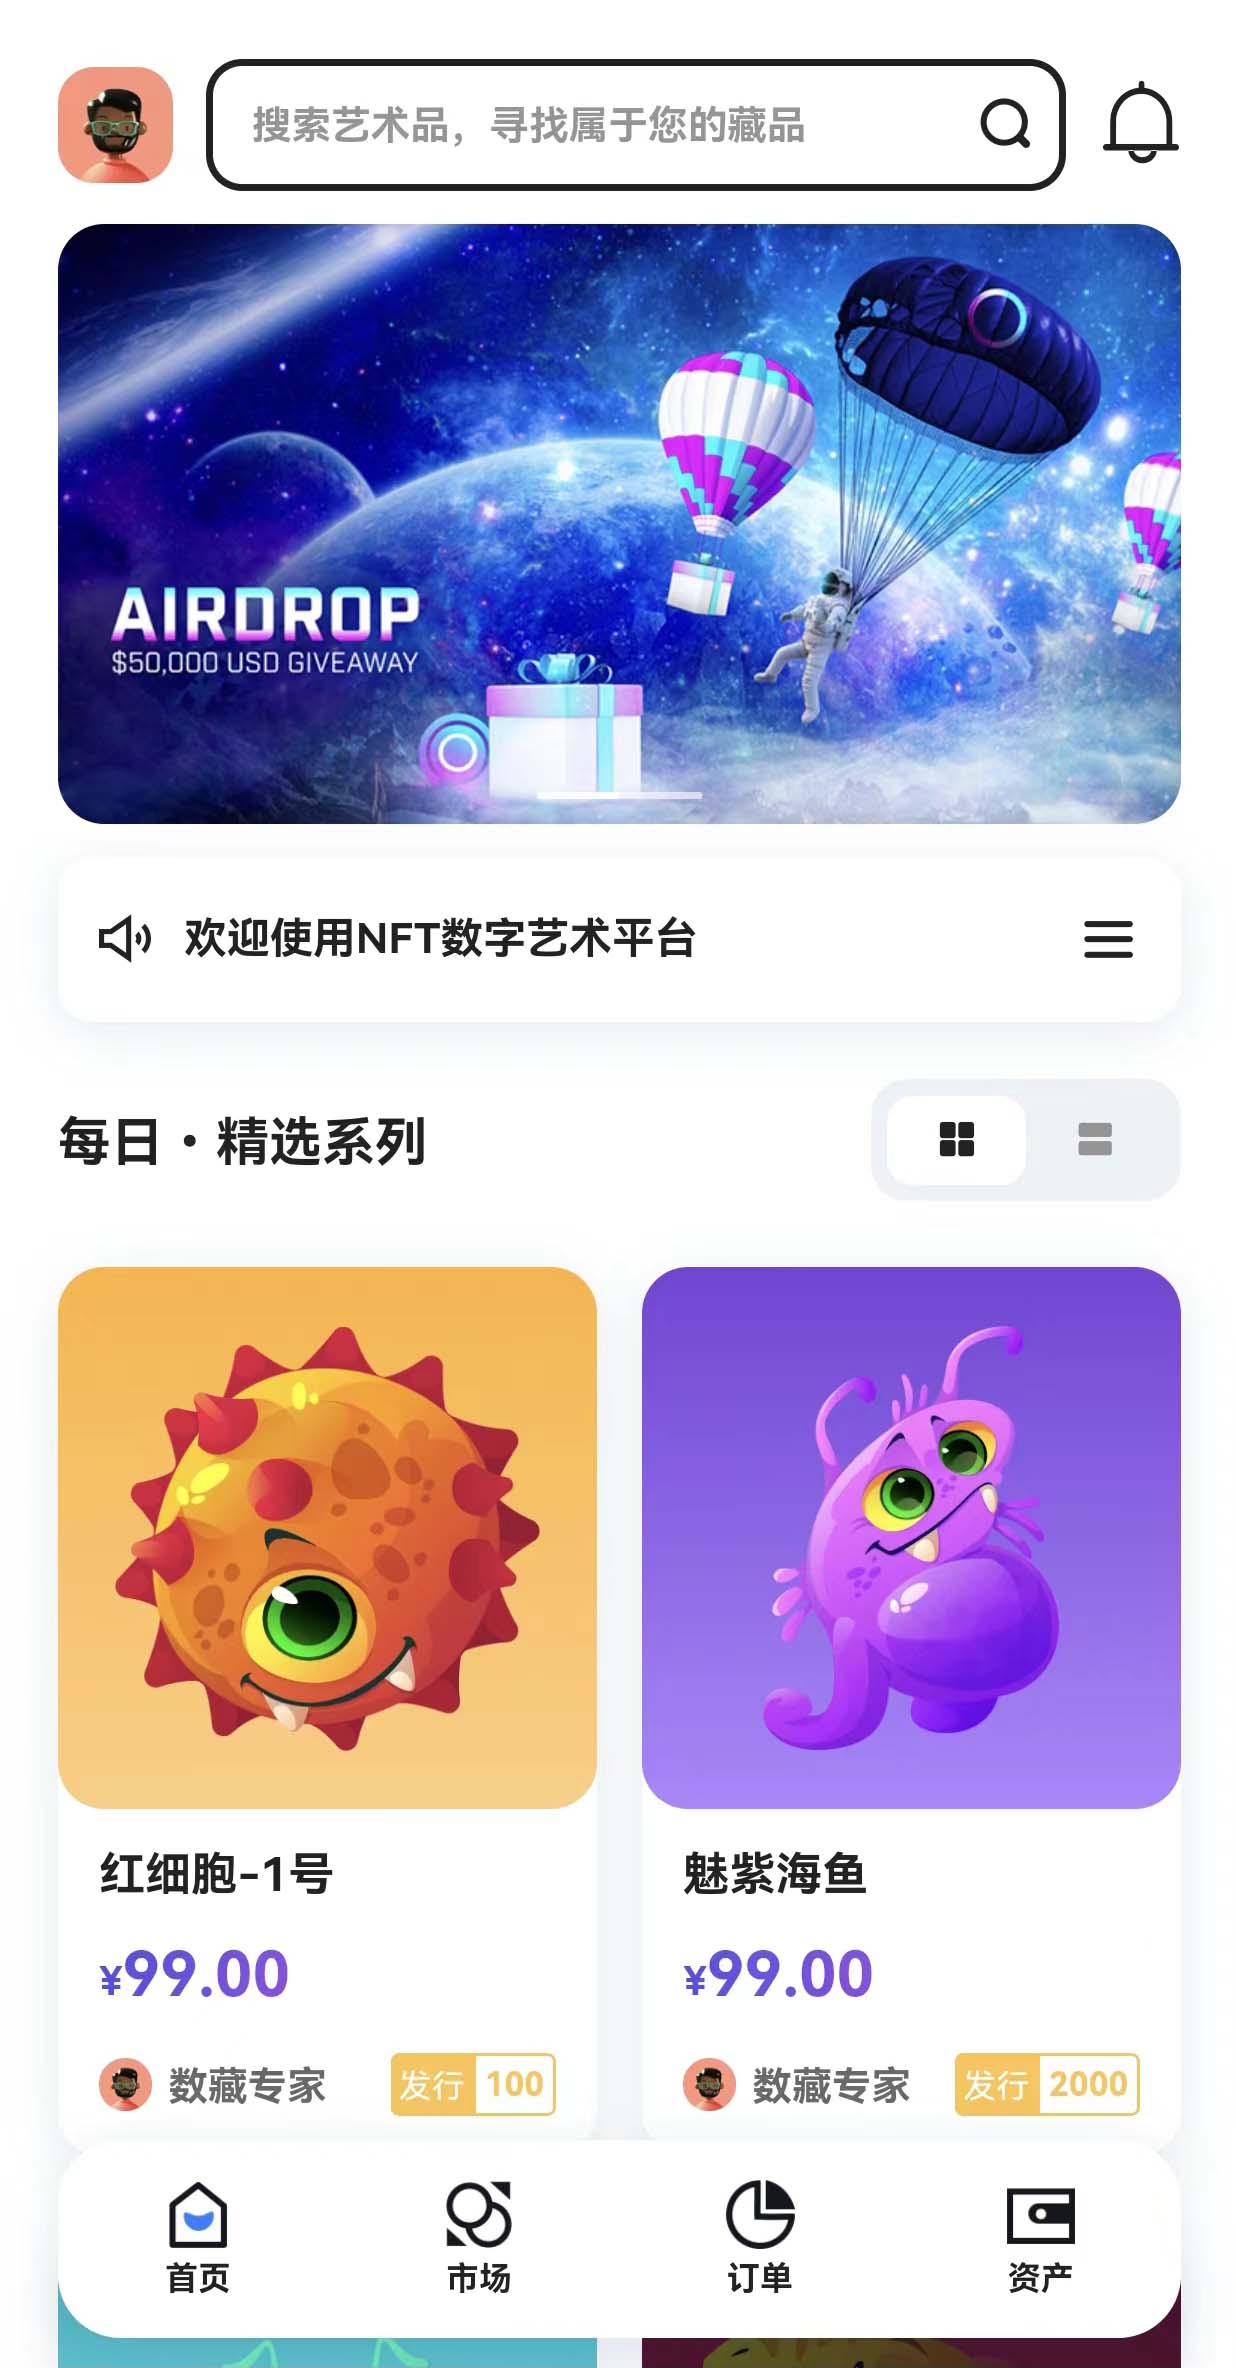 搜索艺术品，寻找属于您的藏品
AIRDROP
$50,000 USD GIVEAWAY
欢迎使用NFT数字艺术平台
每日·精选系列
红细胞-1号
¥99.00
数藏专家 发行 100
魅紫海鱼
¥99.00
数藏专家 发行 2000
首页 市场 订单 资产